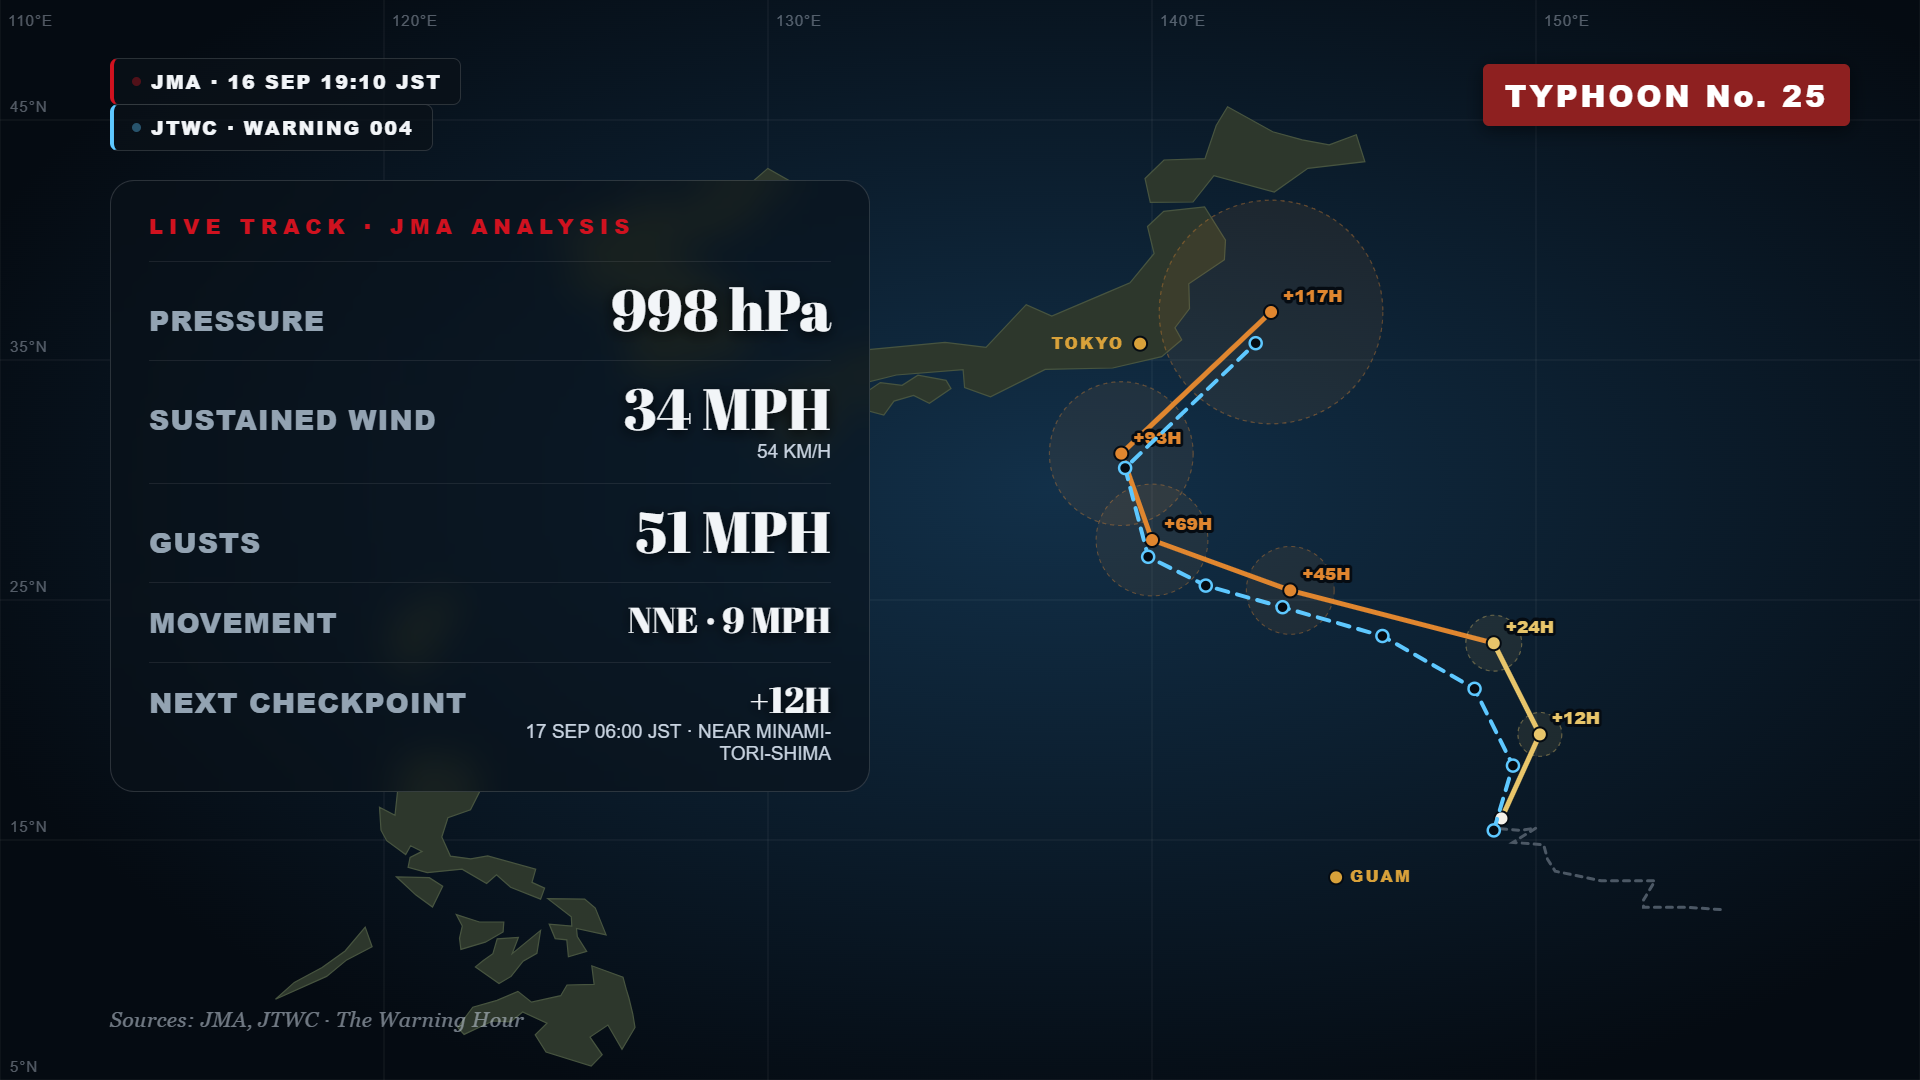 110°E
120°E
130°E
140°E
150°E
JMA · 16 SEP 19:10 JST
JTWC · WARNING 004
TYPHOON No. 25
45°N
35°N
25°N
15°N
5°N
LIVE TRACK · JMA ANALYSIS
PRESSURE
998 hPa
SUSTAINED WIND
34 MPH
54 KM/H
GUSTS
51 MPH
MOVEMENT
NNE · 9 MPH
NEXT CHECKPOINT
+12H
17 SEP 06:00 JST · NEAR MINAMI-
TORI-SHIMA
+117H
TOKYO
+93H
+69H
+45H
+24H
+12H
GUAM
Sources: JMA, JTWC · The Warning Hour